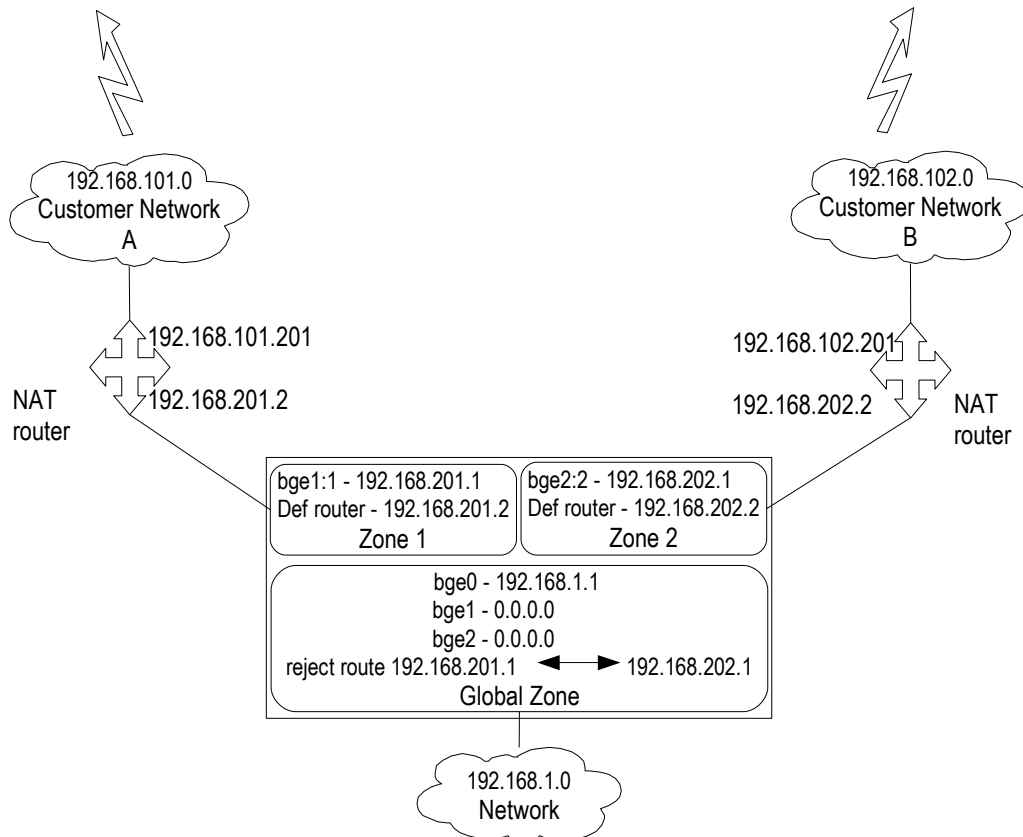 192.168.101.0
Customer Network
A
192.168.102.0
Customer Network
B
192.168.101.201
192.168.201.2
NAT
router
192.168.102.201
192.168.202.2
NAT
router
bge1:1 - 192.168.201.1
Def router - 192.168.201.2
Zone 1
bge2:2 - 192.168.202.1
Def router - 192.168.202.2
Zone 2
bge0 - 192.168.1.1
bge1 - 0.0.0.0
bge2 - 0.0.0.0
reject route 192.168.201.1 192.168.202.1
Global Zone
192.168.1.0
Network